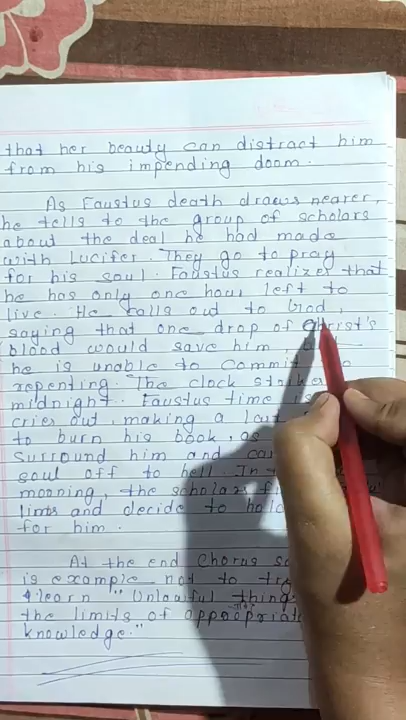 that her beauty can distract him
from his impending doom.
As Faustus death draws nearer,
he tells to the group of scholars
about the deal he had made
with Lucifer. They go to pray
for his soul. Faustus realizes that
he has only one hour left to
live. He calls out to God,
saying that one drop of Christ's
blood would save him
he is unable to commit to
repenting. The clock strikes
midnight. Faustus time is
cries out, making a last
to burn his book, as
surround him and
soul off to hell. In
mooning, the scholars
lims and decide to
for him.
At the end Chorus
is example not to try
&learn "Unlawful things
the limits of appropriate
knowledge."